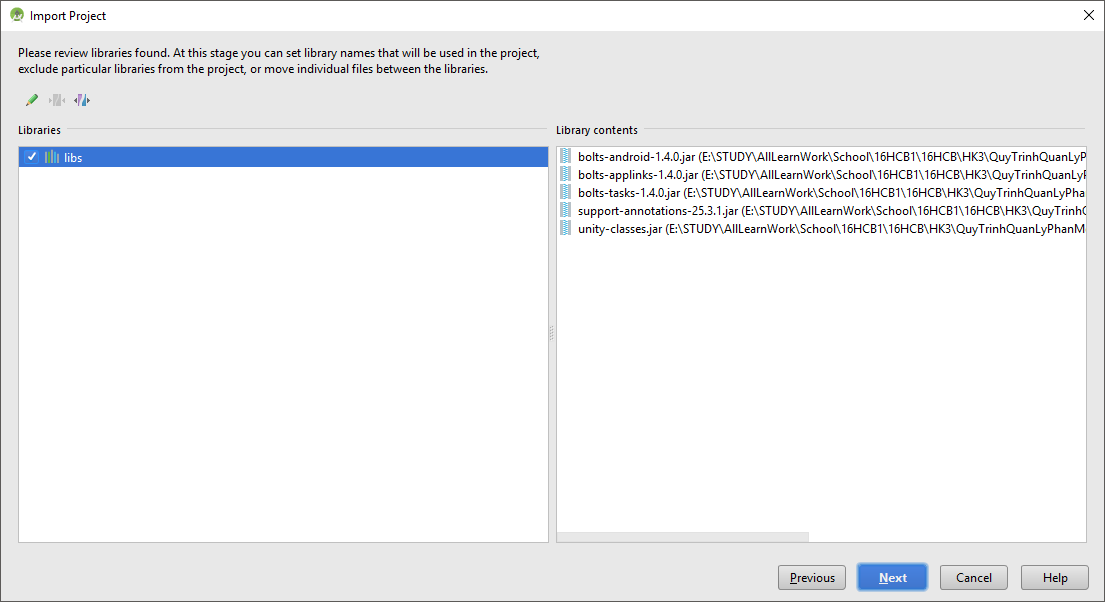 Import Project
Please review libraries found. At this stage you can set library names that will be used in the project,
exclude particular libraries from the project, or move individual files between the libraries.
Libraries
libs
Library contents
bolts-android-1.4.0.jar (E:\STUDY\AllLearnWork\School\16HCB1\16HCB\HK3\QuyTrinhQuanLyP
bolts-applinks-1.4.0.jar (E:\STUDY\AllLearnWork\School\16HCB1\16HCB\HK3\QuyTrinhQuanLyP
bolts-tasks-1.4.0.jar (E:\STUDY\AllLearnWork\School\16HCB1\16HCB\HK3\QuyTrinhQuanLyPha
support-annotations-25.3.1.jar (E:\STUDY\AllLearnWork\School\16HCB1\16HCB\HK3\QuyTrinhQ
unity-classes.jar (E:\STUDY\AllLearnWork\School\16HCB1\16HCB\HK3\QuyTrinhQuanLyPhanM
Previous
Next
Cancel
Help